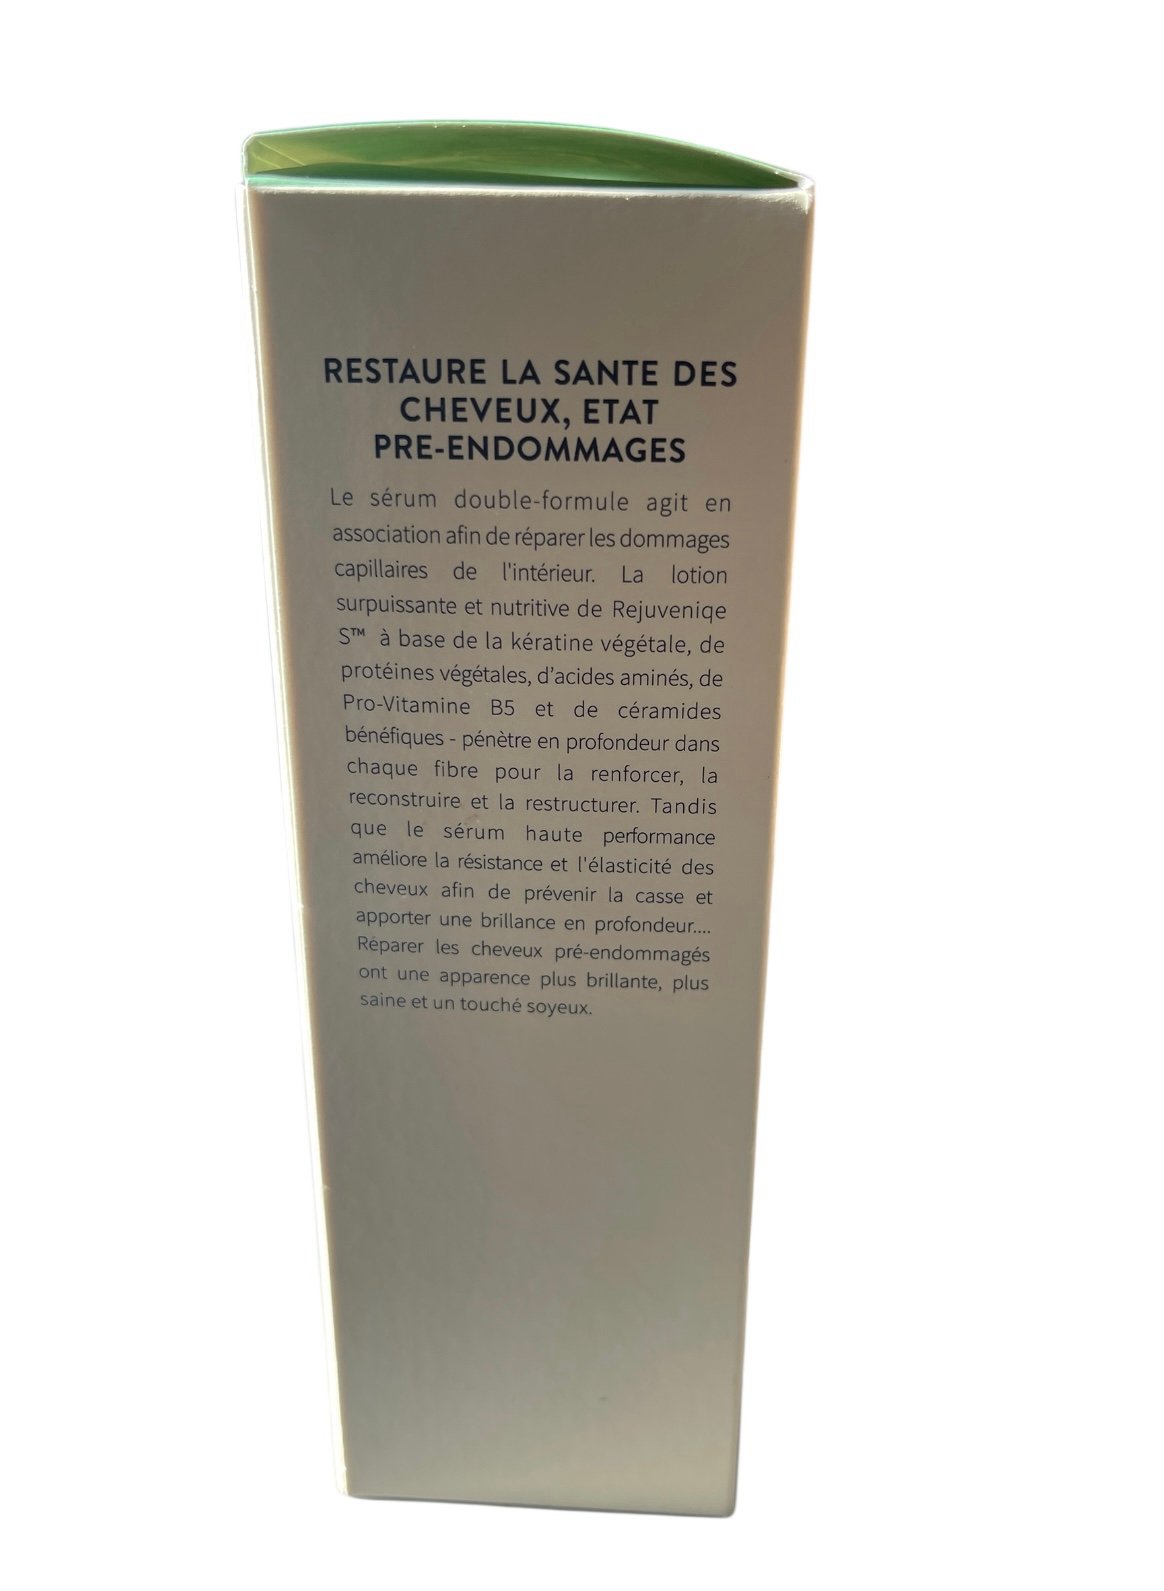 RESTAURE LA SANTE DES
CHEVEUX, ETAT
PRE-ENDOMMAGES
Le sérum double-formule agit en
association afin de réparer les dommages
capillaires de l'intérieur. La lotion
surpuissante et nutritive de Rejuveniqe
S™ à base de la kératine végétale, de
protéines végétales, d’acides aminés, de
Pro-Vitamine B5 et de céramides
bénéfiques - pénètre en profondeur dans
chaque fibre pour la renforcer, la
reconstruire et la restructurer. Tandis
que le sérum haute performance
améliore la résistance et l'élasticité des
cheveux afin de prévenir la casse et
apporter une brillance en profondeur....
Réparer les cheveux pré-endommagés
ont une apparence plus brillante, plus
saine et un touché soyeux.